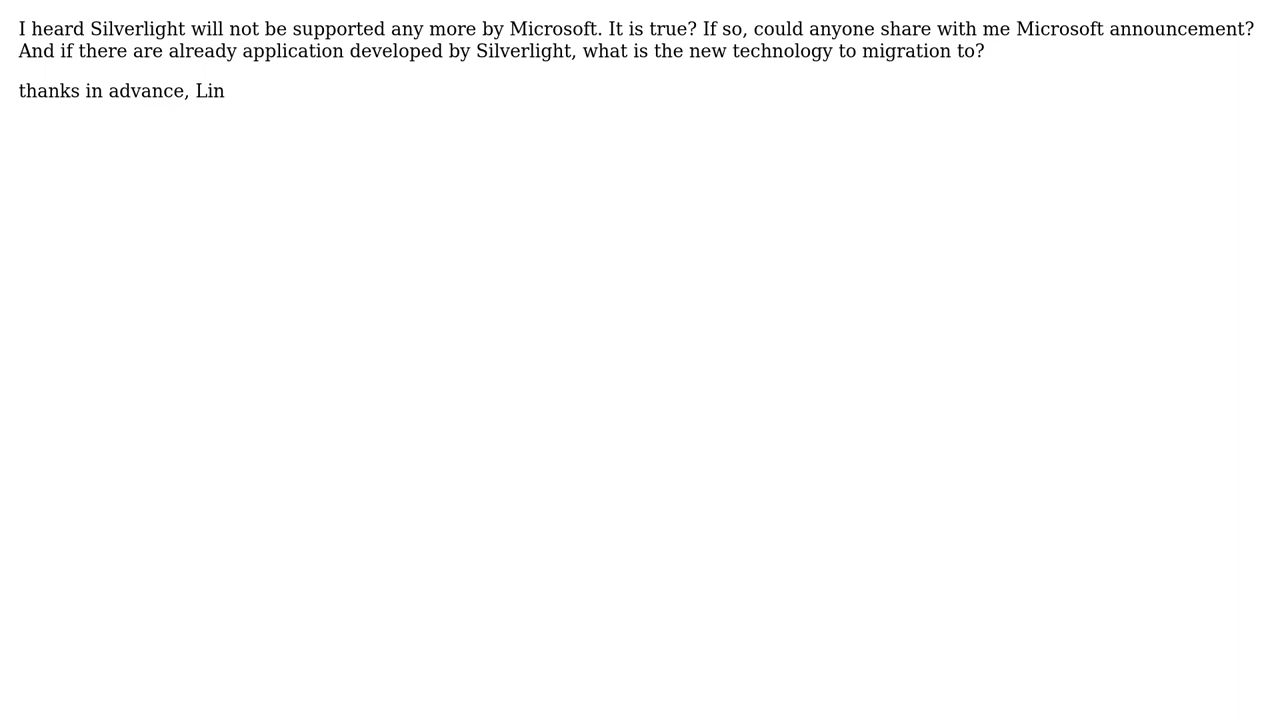 I heard Silverlight will not be supported any more by Microsoft. It is true? If so, could anyone share with me Microsoft announcement?
And if there are already application developed by Silverlight, what is the new technology to migration to?
thanks in advance, Lin